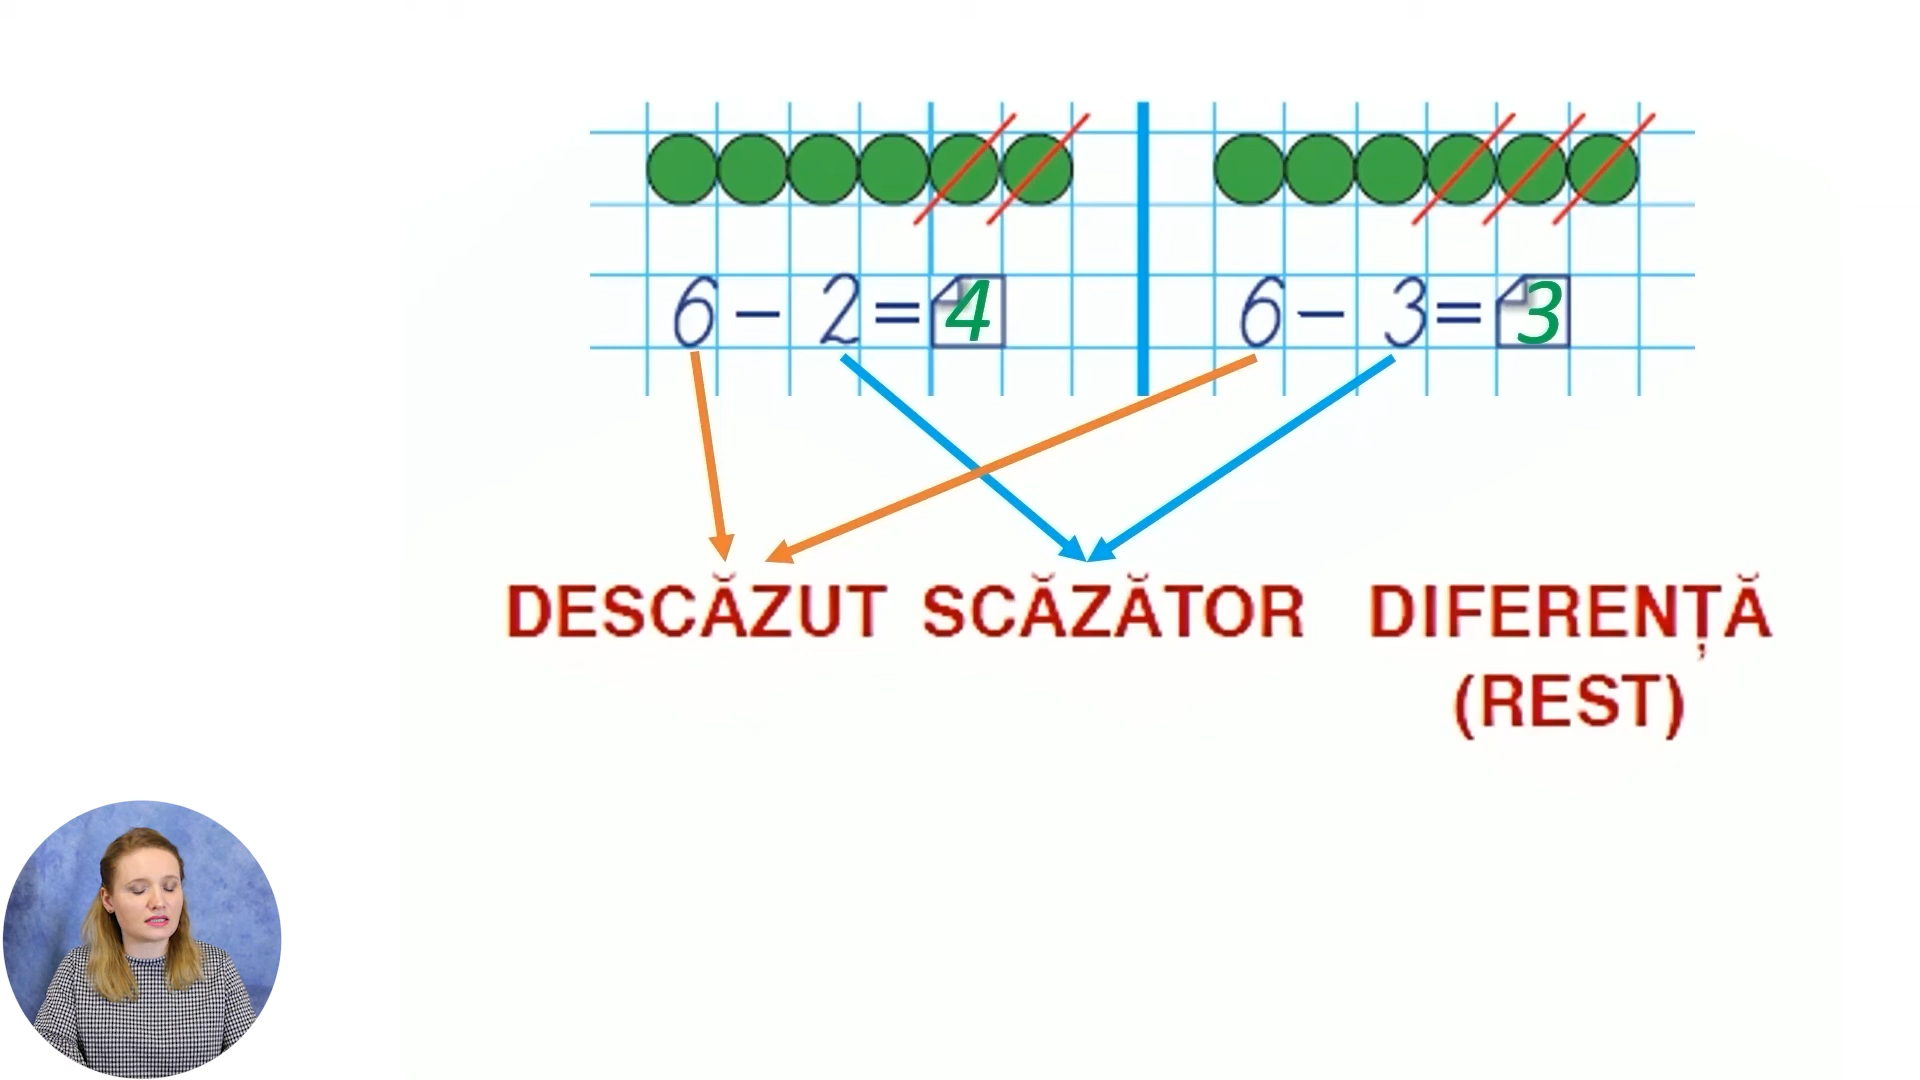 6 – 2 = 4
6 – 3 = 3
DESCĂZUT SCĂZĂTOR DIFERENȚĂ
(REST)